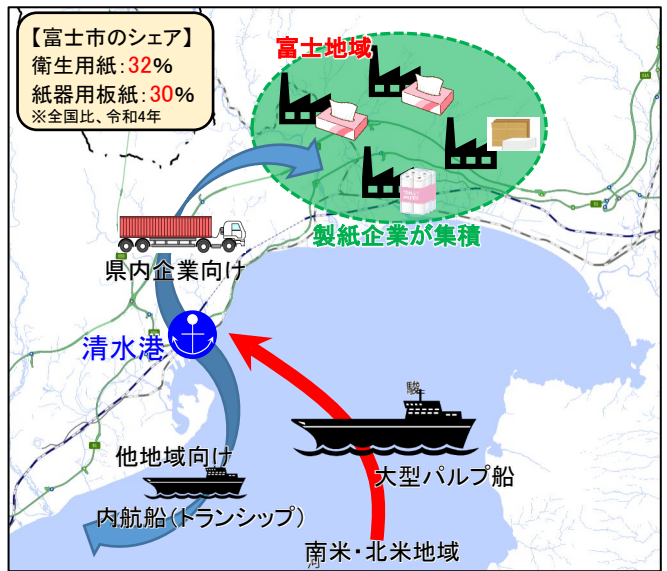 【富士市のシェア】
衛生用紙：32%
紙器用板紙：30%
※全国比、令和4年
富士地域
製紙企業が集積
県内企業向け
清水港
駿
大型パルプ船
他地域向け
内航船（トランシップ）
南米・北米地域
河